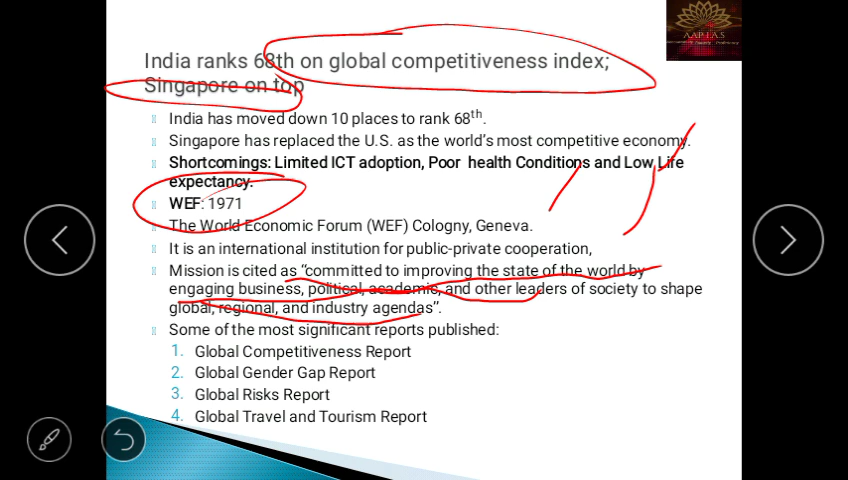 AAPIAS
India ranks 68th on global competitiveness index;
Singapore on top
India has moved down 10 places to rank 68th.
Singapore has replaced the U.S. as the world's most competitive economy.
Shortcomings: Limited ICT adoption, Poor health Conditions and Low Life
expectancy.
WEF: 1971
The World Economic Forum (WEF) Cologny, Geneva.
It is an international institution for public-private cooperation,
Mission is cited as "committed to improving the state of the world by
engaging business, political, academic, and other leaders of society to shape
global, regional, and industry agendas".
Some of the most significant reports published:
1. Global Competitiveness Report
2. Global Gender Gap Report
3. Global Risks Report
4. Global Travel and Tourism Report